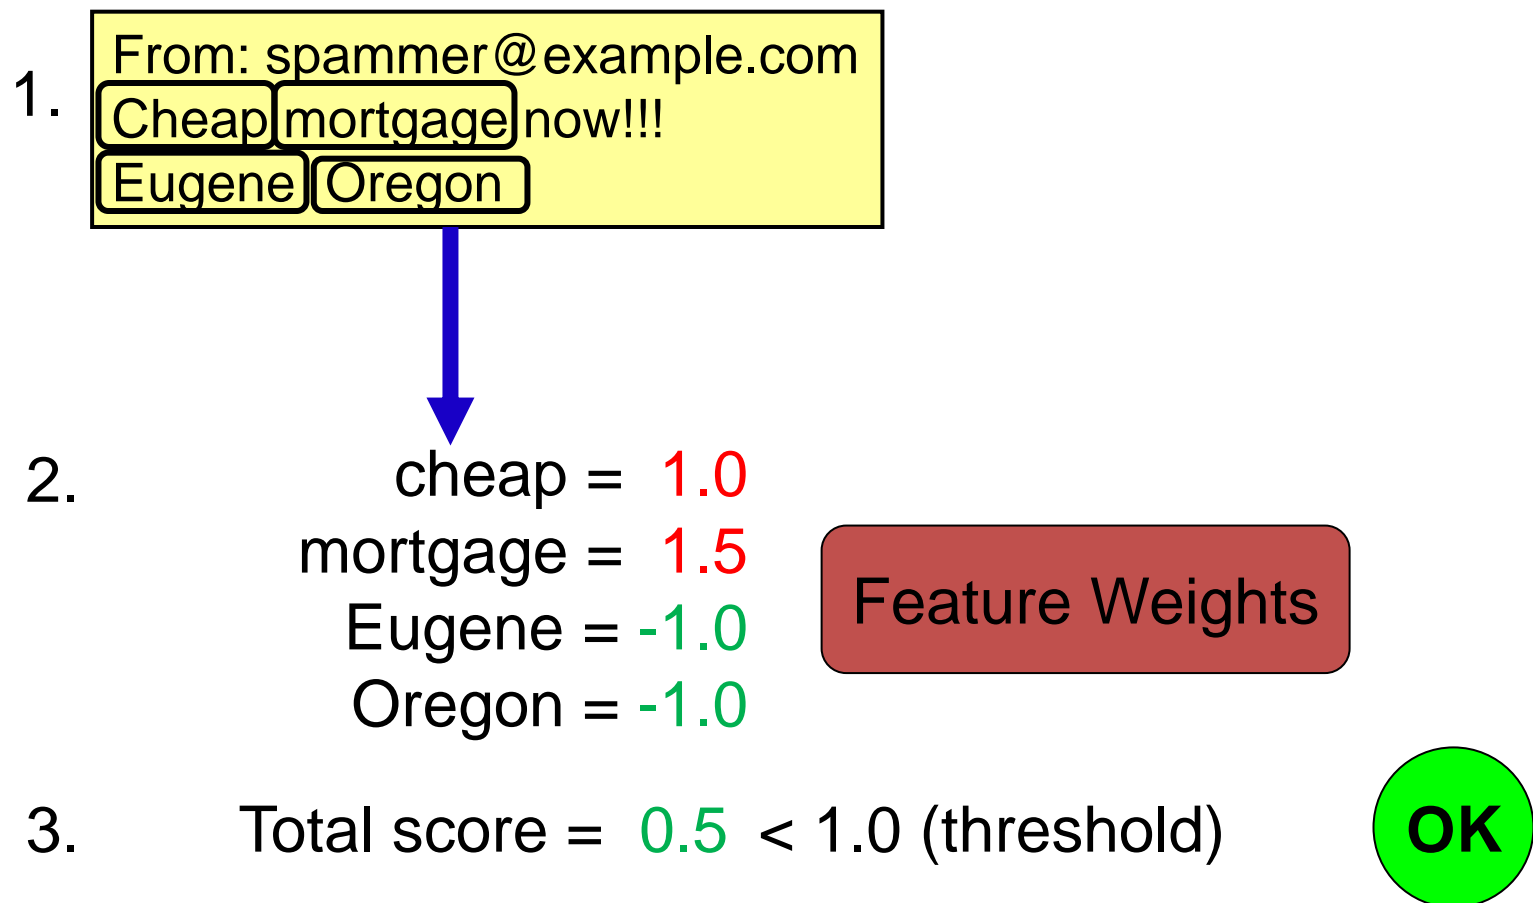 1.
From: spammer@example.com
Cheap mortgage now!!!
Eugene Oregon
2.
cheap = 1.0
mortgage = 1.5
Eugene = -1.0
Oregon = -1.0
Feature Weights
3. Total score = 0.5 < 1.0 (threshold)
OK